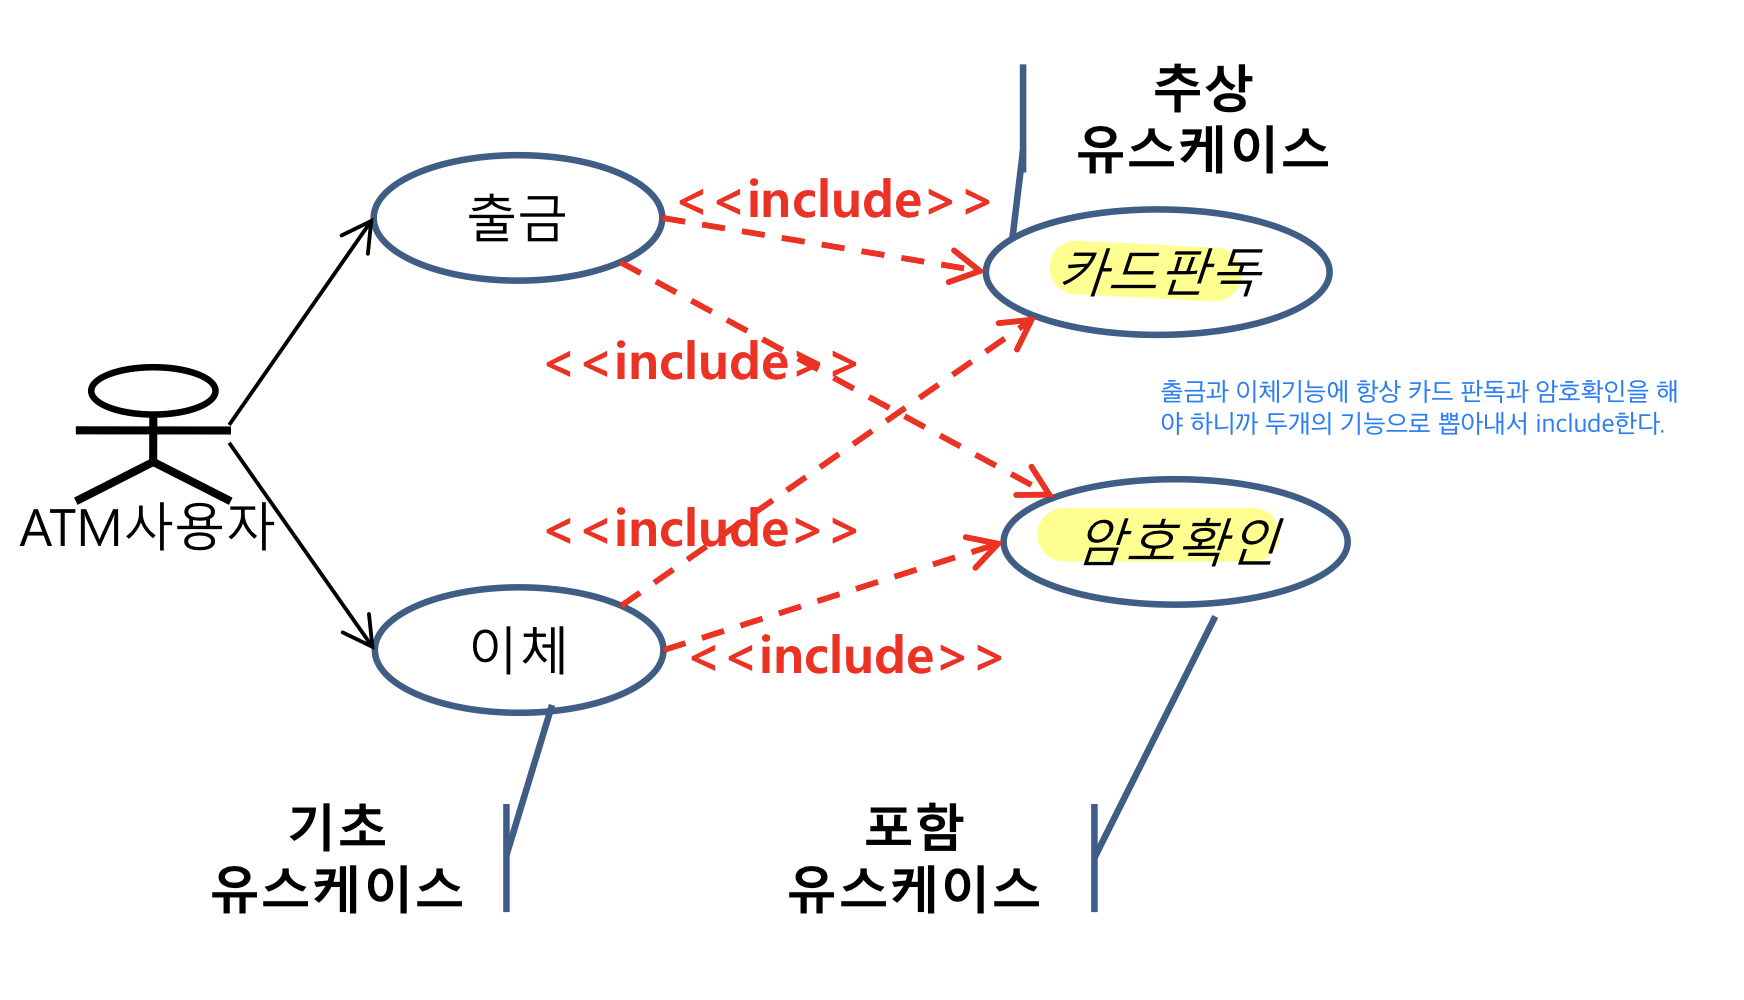 추상
유스케이스
출금
<<include>>
카드판독
<<include>>
출금과 이체기능에 항상 카드 판독과 암호확인을 해
야 하니까 두개의 기능으로 뽑아내서 include한다.
ATM사용자
<<include>>
암호확인
이체
<<include>>
기초
유스케이스
포함
유스케이스